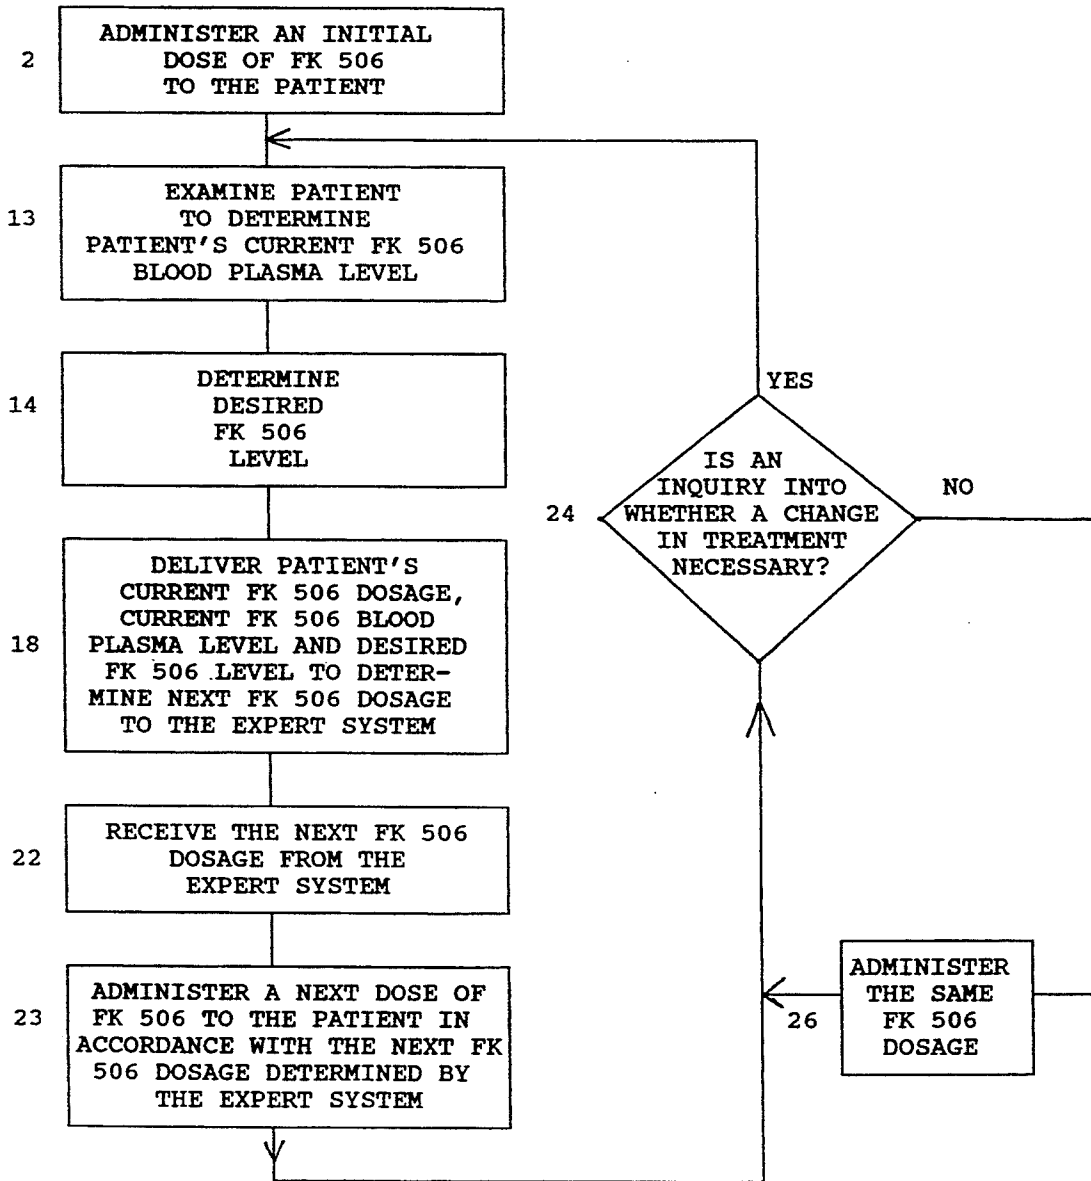 2
ADMINISTER AN INITIAL
DOSE OF FK 506
TO THE PATIENT
13
EXAMINE PATIENT
TO DETERMINE
PATIENT'S CURRENT FK 506
BLOOD PLASMA LEVEL
14
DETERMINE
DESIRED
FK 506
LEVEL
18
DELIVER PATIENT'S
CURRENT FK 506 DOSAGE,
CURRENT FK 506 BLOOD
PLASMA LEVEL AND DESIRED
FK 506 LEVEL TO DETER-
MINE NEXT FK 506 DOSAGE
TO THE EXPERT SYSTEM
22
RECEIVE THE NEXT FK 506
DOSAGE FROM THE
EXPERT SYSTEM
23
ADMINISTER A NEXT DOSE OF
FK 506 TO THE PATIENT IN
ACCORDANCE WITH THE NEXT FK
506 DOSAGE DETERMINED BY
THE EXPERT SYSTEM
24
IS AN
INQUIRY INTO
WHETHER A CHANGE
IN TREATMENT
NECESSARY?
YES
NO
26
ADMINISTER
THE SAME
FK 506
DOSAGE